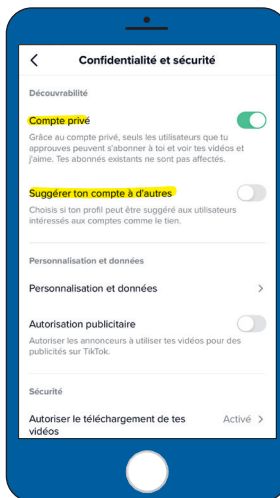 Confidentialité et sécurité
Découvrabilité
Compte privé
Grâce au compte privé, seuls les utilisateurs que tu
approuves peuvent s'abonner à toi et voir tes vidéos et
j'aime. Tes abonnés existants ne sont pas affectés.
Suggérer ton compte à d'autres
Choisis si ton profil peut être suggéré aux utilisateurs
intéressés aux comptes comme le tien.
Personnalisation et données
Personnalisation et données
Autorisation publicitaire
Autoriser les annonceurs à utiliser tes vidéos pour des
publicités sur TikTok.
Sécurité
Autoriser le téléchargement de tes Activé
vidéos